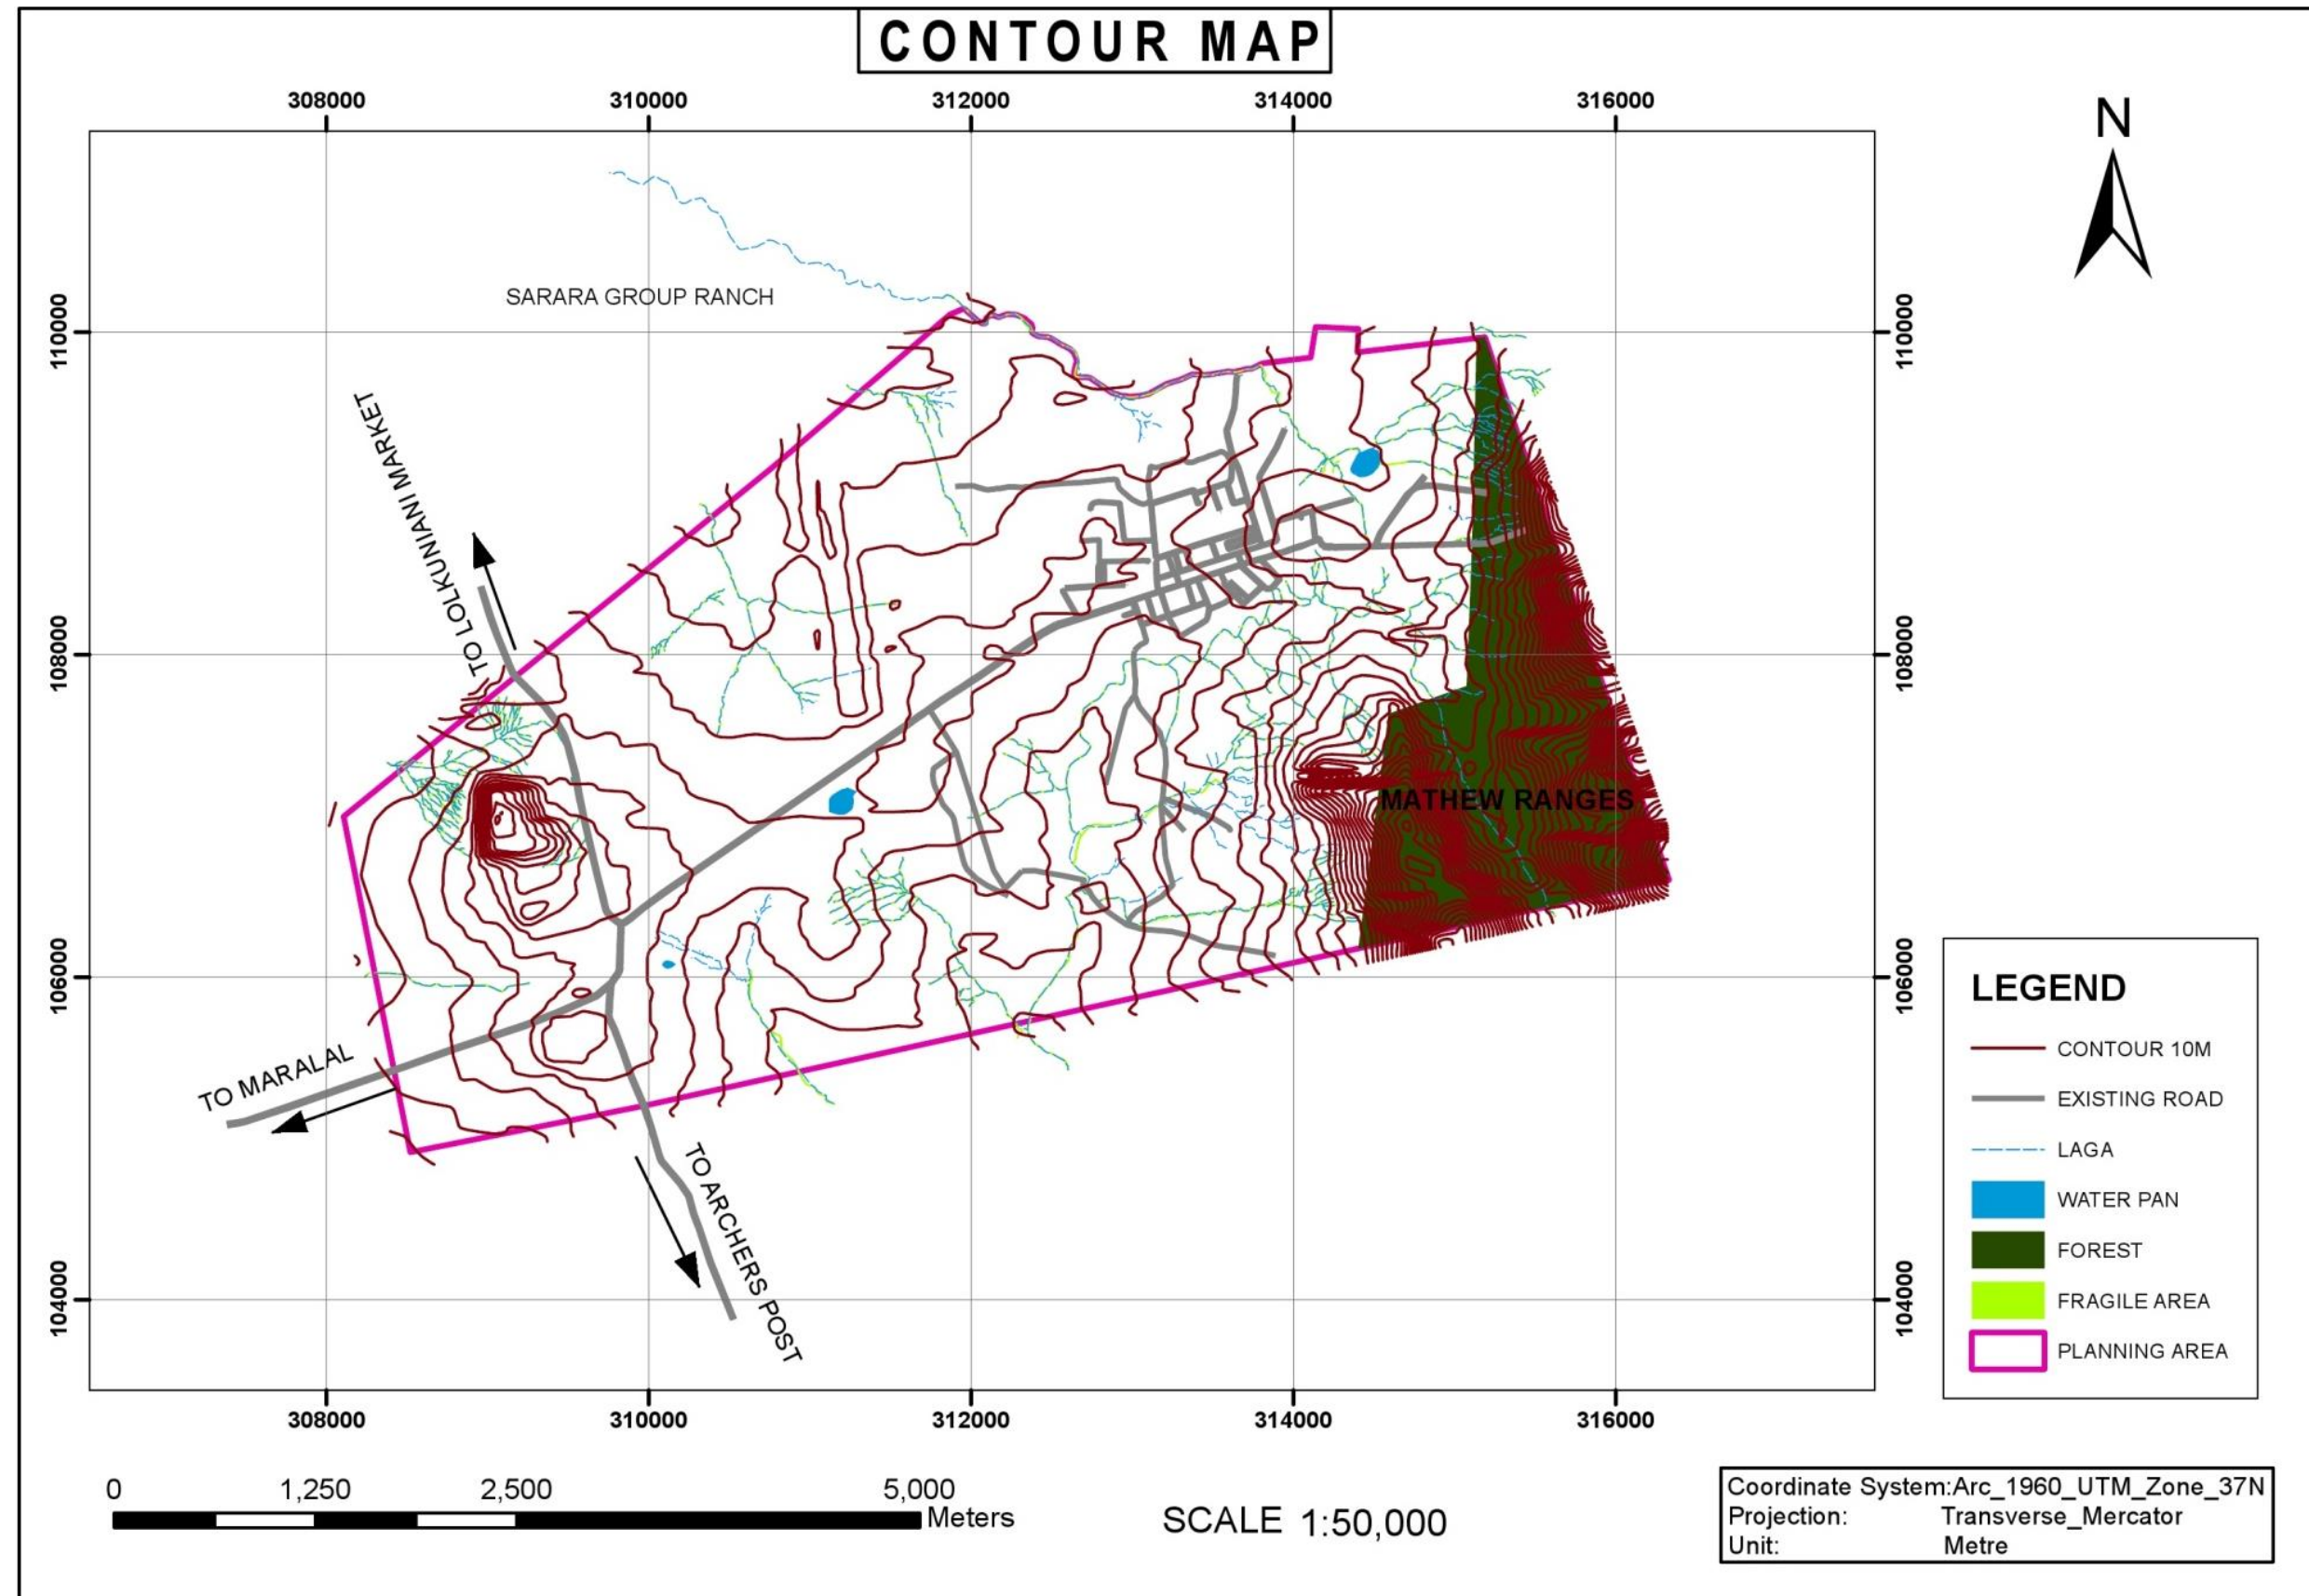 CONTOUR MAP
308000
310000
312000
314000
316000
N
110000
110000
SARARA GROUP RANCH
TO LOLKUNIANI MARKET
108000
108000
MATHEW RANGES
106000
106000
TO MARALAL
TO ARCHERS POST
104000
104000
308000
310000
312000
314000
316000
LEGEND
CONTOUR 10M
EXISTING ROAD
LAGA
WATER PAN
FOREST
FRAGILE AREA
PLANNING AREA
0
1,250
2,500
5,000
Meters
SCALE 1:50,000
Coordinate System:Arc_1960_UTM_Zone_37N
Projection: Transverse_Mercator
Unit: Metre